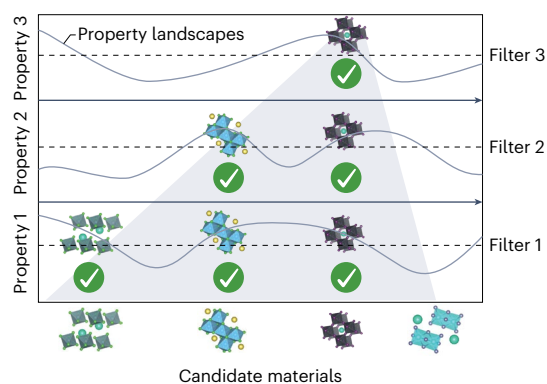 Property 3
Property landscapes
Filter 3
Property 2
Filter 2
Property 1
Filter 1
Candidate materials